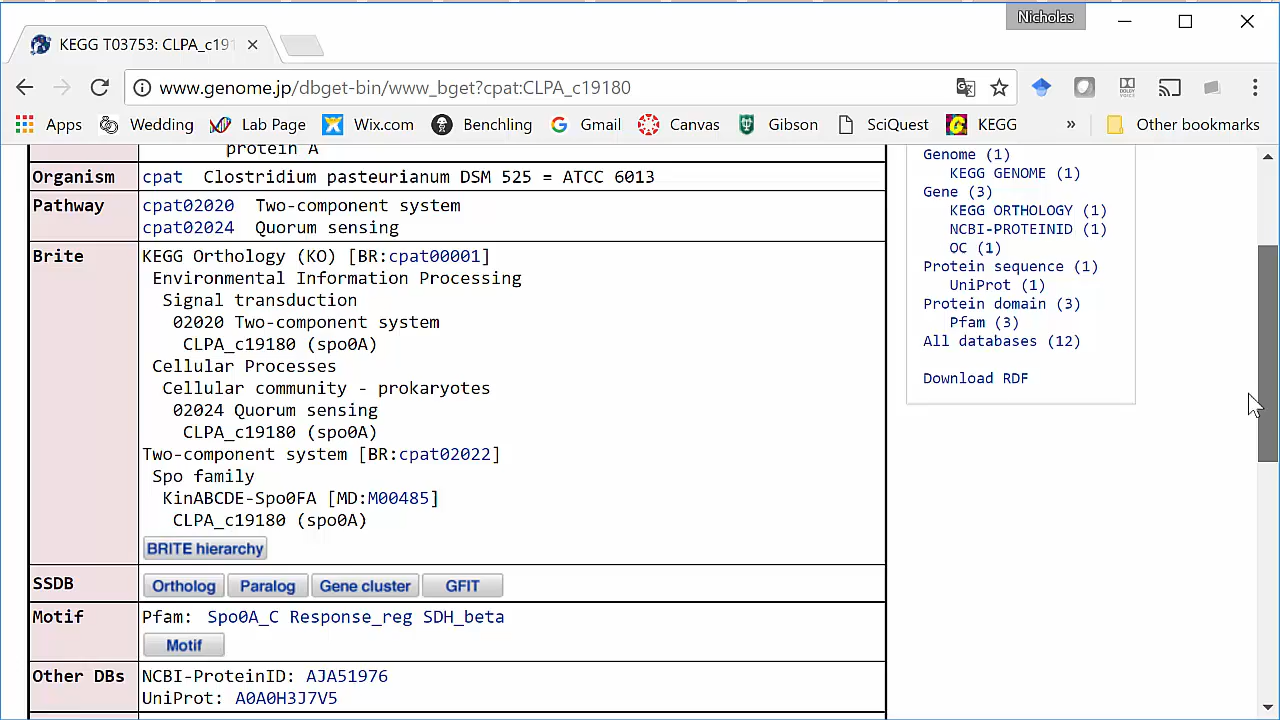 Nicholas
KEGG T03753: CLPA_c191
www.genome.jp/dbget-bin/www_bget?cpat:CLPA_c19180
Apps Wedding Lab Page Wix.com Benchling Gmail Canvas Gibson SciQuest KEGG » Other bookmarks
protein A
Organism cpat Clostridium pasteurianum DSM 525 = ATCC 6013
Pathway cpat02020 Two-component system
cpat02024 Quorum sensing
Brite KEGG Orthology (KO) [BR:cpat00001]
Environmental Information Processing
Signal transduction
02020 Two-component system
CLPA_c19180 (spo0A)
Cellular Processes
Cellular community - prokaryotes
02024 Quorum sensing
CLPA_c19180 (spo0A)
Two-component system [BR:cpat02022]
Spo family
KinABCDE-Spo0FA [MD:M00485]
CLPA_c19180 (spo0A)
BRITE hierarchy
SSDB Ortholog Paralog Gene cluster GFIT
Motif Pfam: Spo0A_C Response_reg SDH_beta
Motif
Other DBs NCBI-ProteinID: AJA51976
UniProt: A0A0H3J7V5
Genome (1)
KEGG GENOME (1)
Gene (3)
KEGG ORTHOLOGY (1)
NCBI-PROTEINID (1)
OC (1)
Protein sequence (1)
UniProt (1)
Protein domain (3)
Pfam (3)
All databases (12)
Download RDF